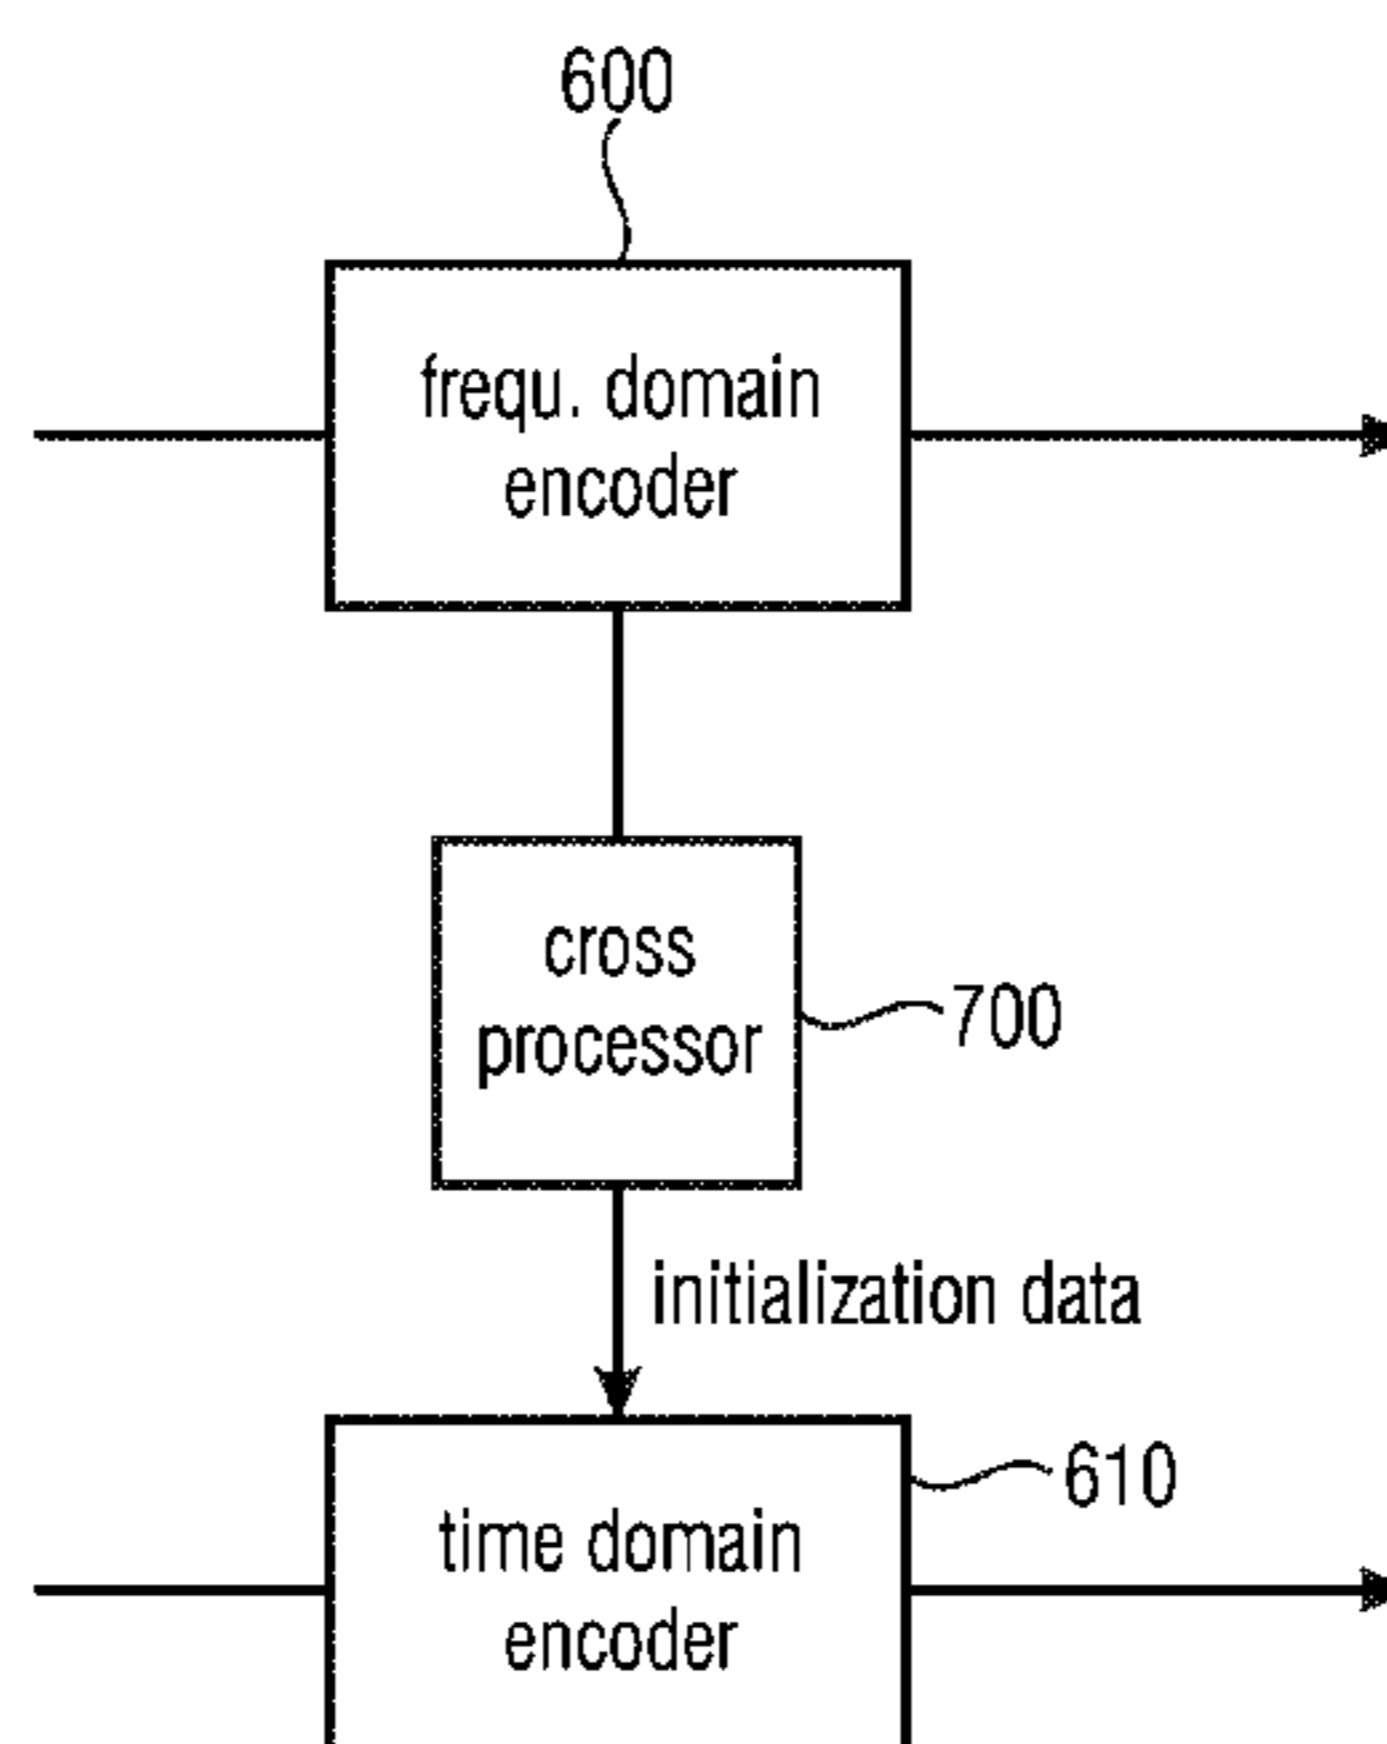 600
frequ. domain
encoder
cross
processor
700
initialization data
610
time domain
encoder